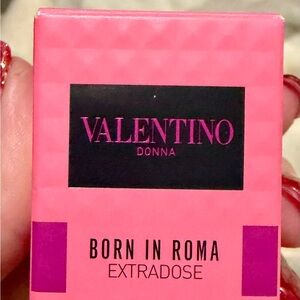 VALENTINO
DONNA
BORN IN ROMA
EXTRADOSE